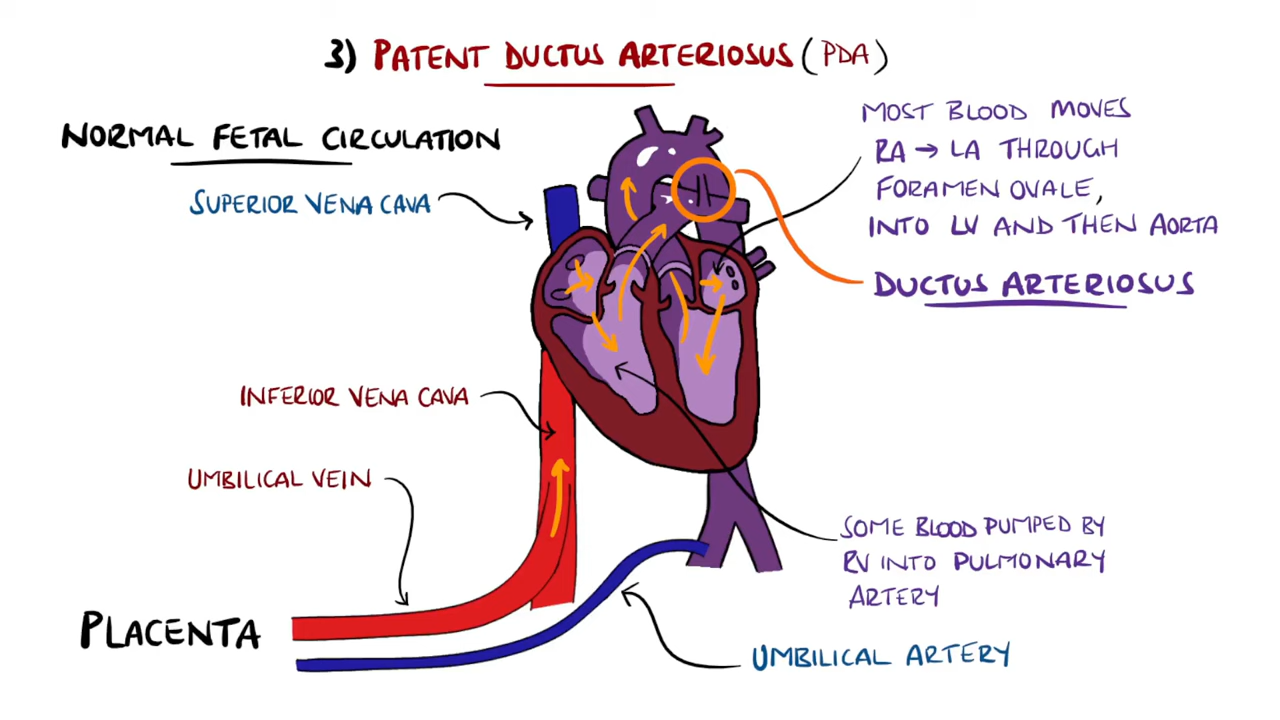 3) PATENT DUCTUS ARTERIOSUS (PDA)
NORMAL FETAL CIRCULATION
SUPERIOR VENA CAVA
MOST BLOOD MOVES
RA → LA THROUGH
FORAMEN OVALE,
INTO LV AND THEN AORTA
DUCTUS ARTERIOSUS
INFERIOR VENA CAVA
UMBILICAL VEIN
SOME BLOOD PUMPED BY
RV INTO PULMONARY
ARTERY
PLACENTA
UMBILICAL ARTERY